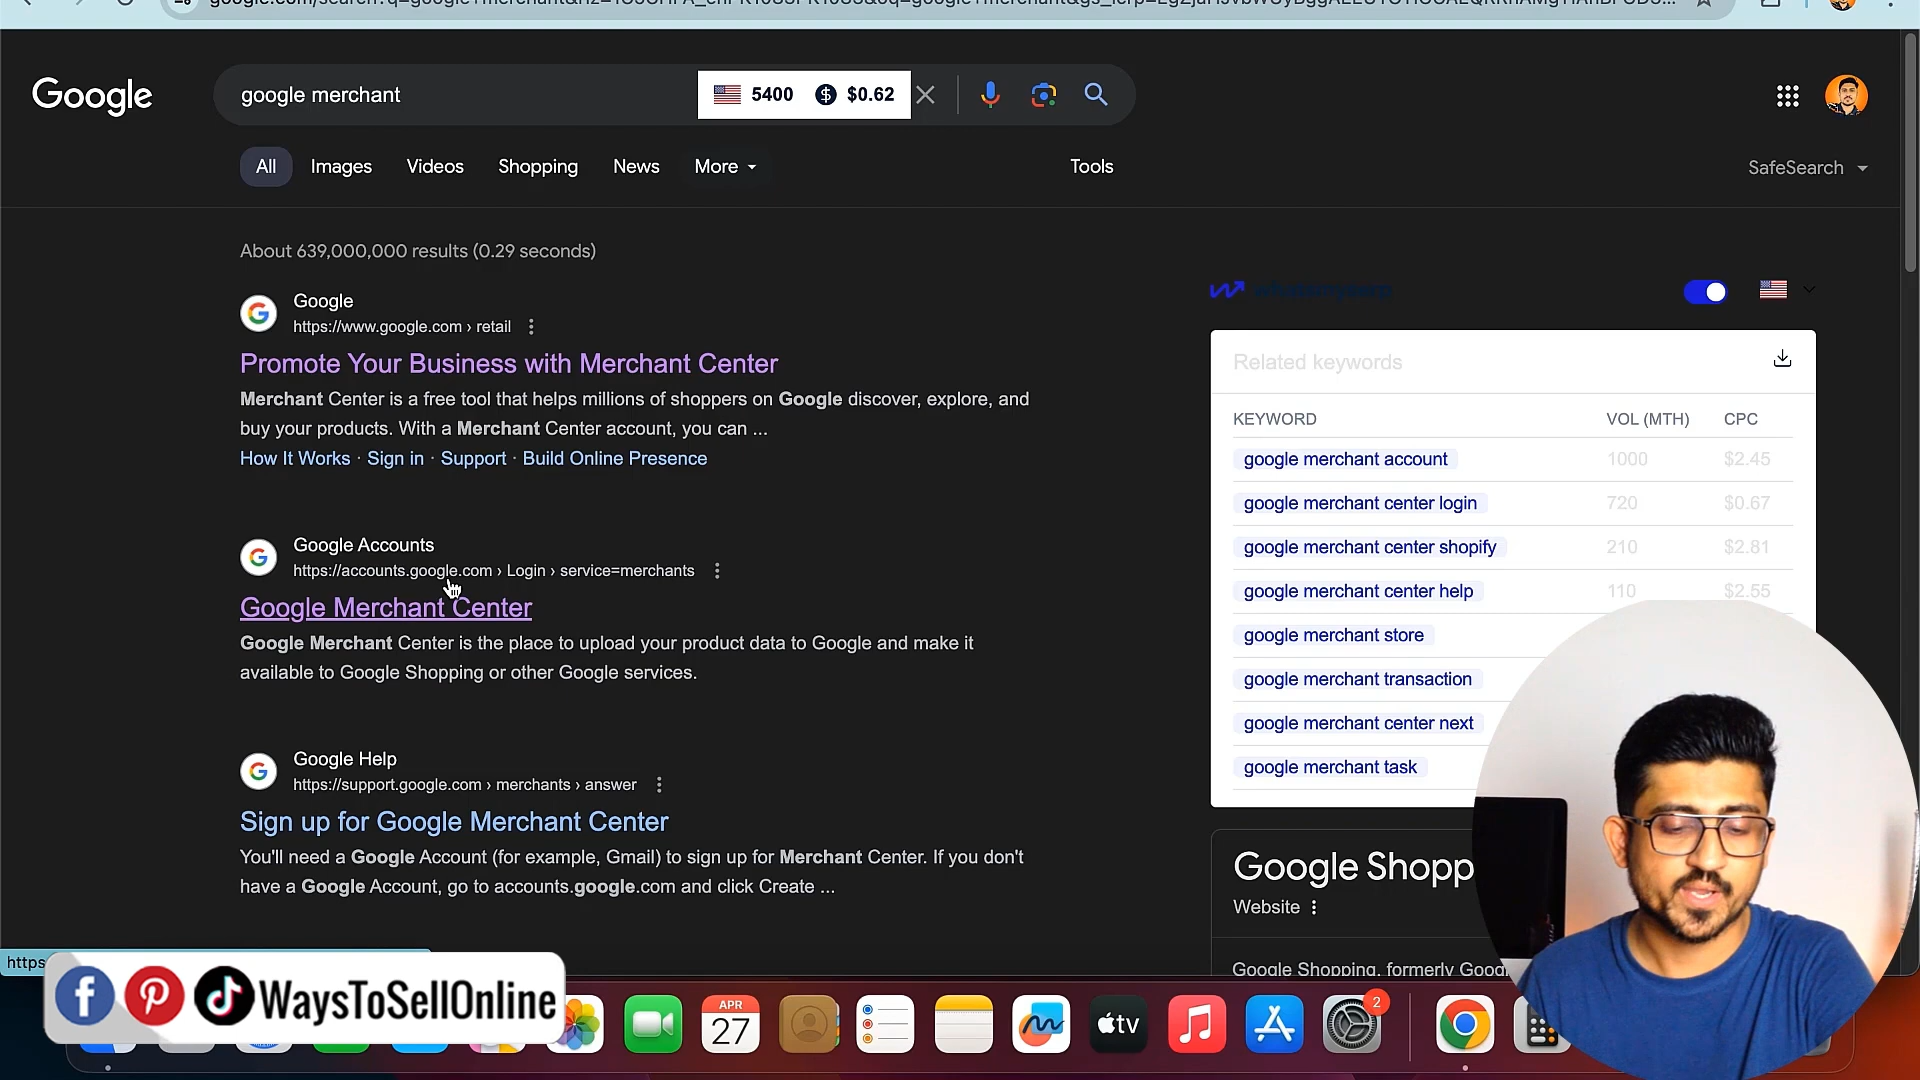 Google
google merchant
5400 $ $0.62
All Images Videos Shopping News More Tools SafeSearch
About 639,000,000 results (0.29 seconds)
Google
https://www.google.com › retail
Promote Your Business with Merchant Center
Merchant Center is a free tool that helps millions of shoppers on Google discover, explore, and
buy your products. With a Merchant Center account, you can ...
How It Works · Sign in · Support · Build Online Presence
Google Accounts
https://accounts.google.com › Login › service=merchants
Google Merchant Center
Google Merchant Center is the place to upload your product data to Google and make it
available to Google Shopping or other Google services.
Google Help
https://support.google.com › merchants › answer
Sign up for Google Merchant Center
You'll need a Google Account (for example, Gmail) to sign up for Merchant Center. If you don't
have a Google Account, go to accounts.google.com and click Create ...
Related keywords
KEYWORD VOL (MTH) CPC
google merchant account 1000 $2.45
google merchant center login 720 $0.67
google merchant center shopify 210 $2.81
google merchant center help 110 $2.55
google merchant store
google merchant transaction
google merchant center next
google merchant task
Google Shopp
Website
Google Shopping, formerly Goog
https
WaysToSellOnline
APR
27
tv
2